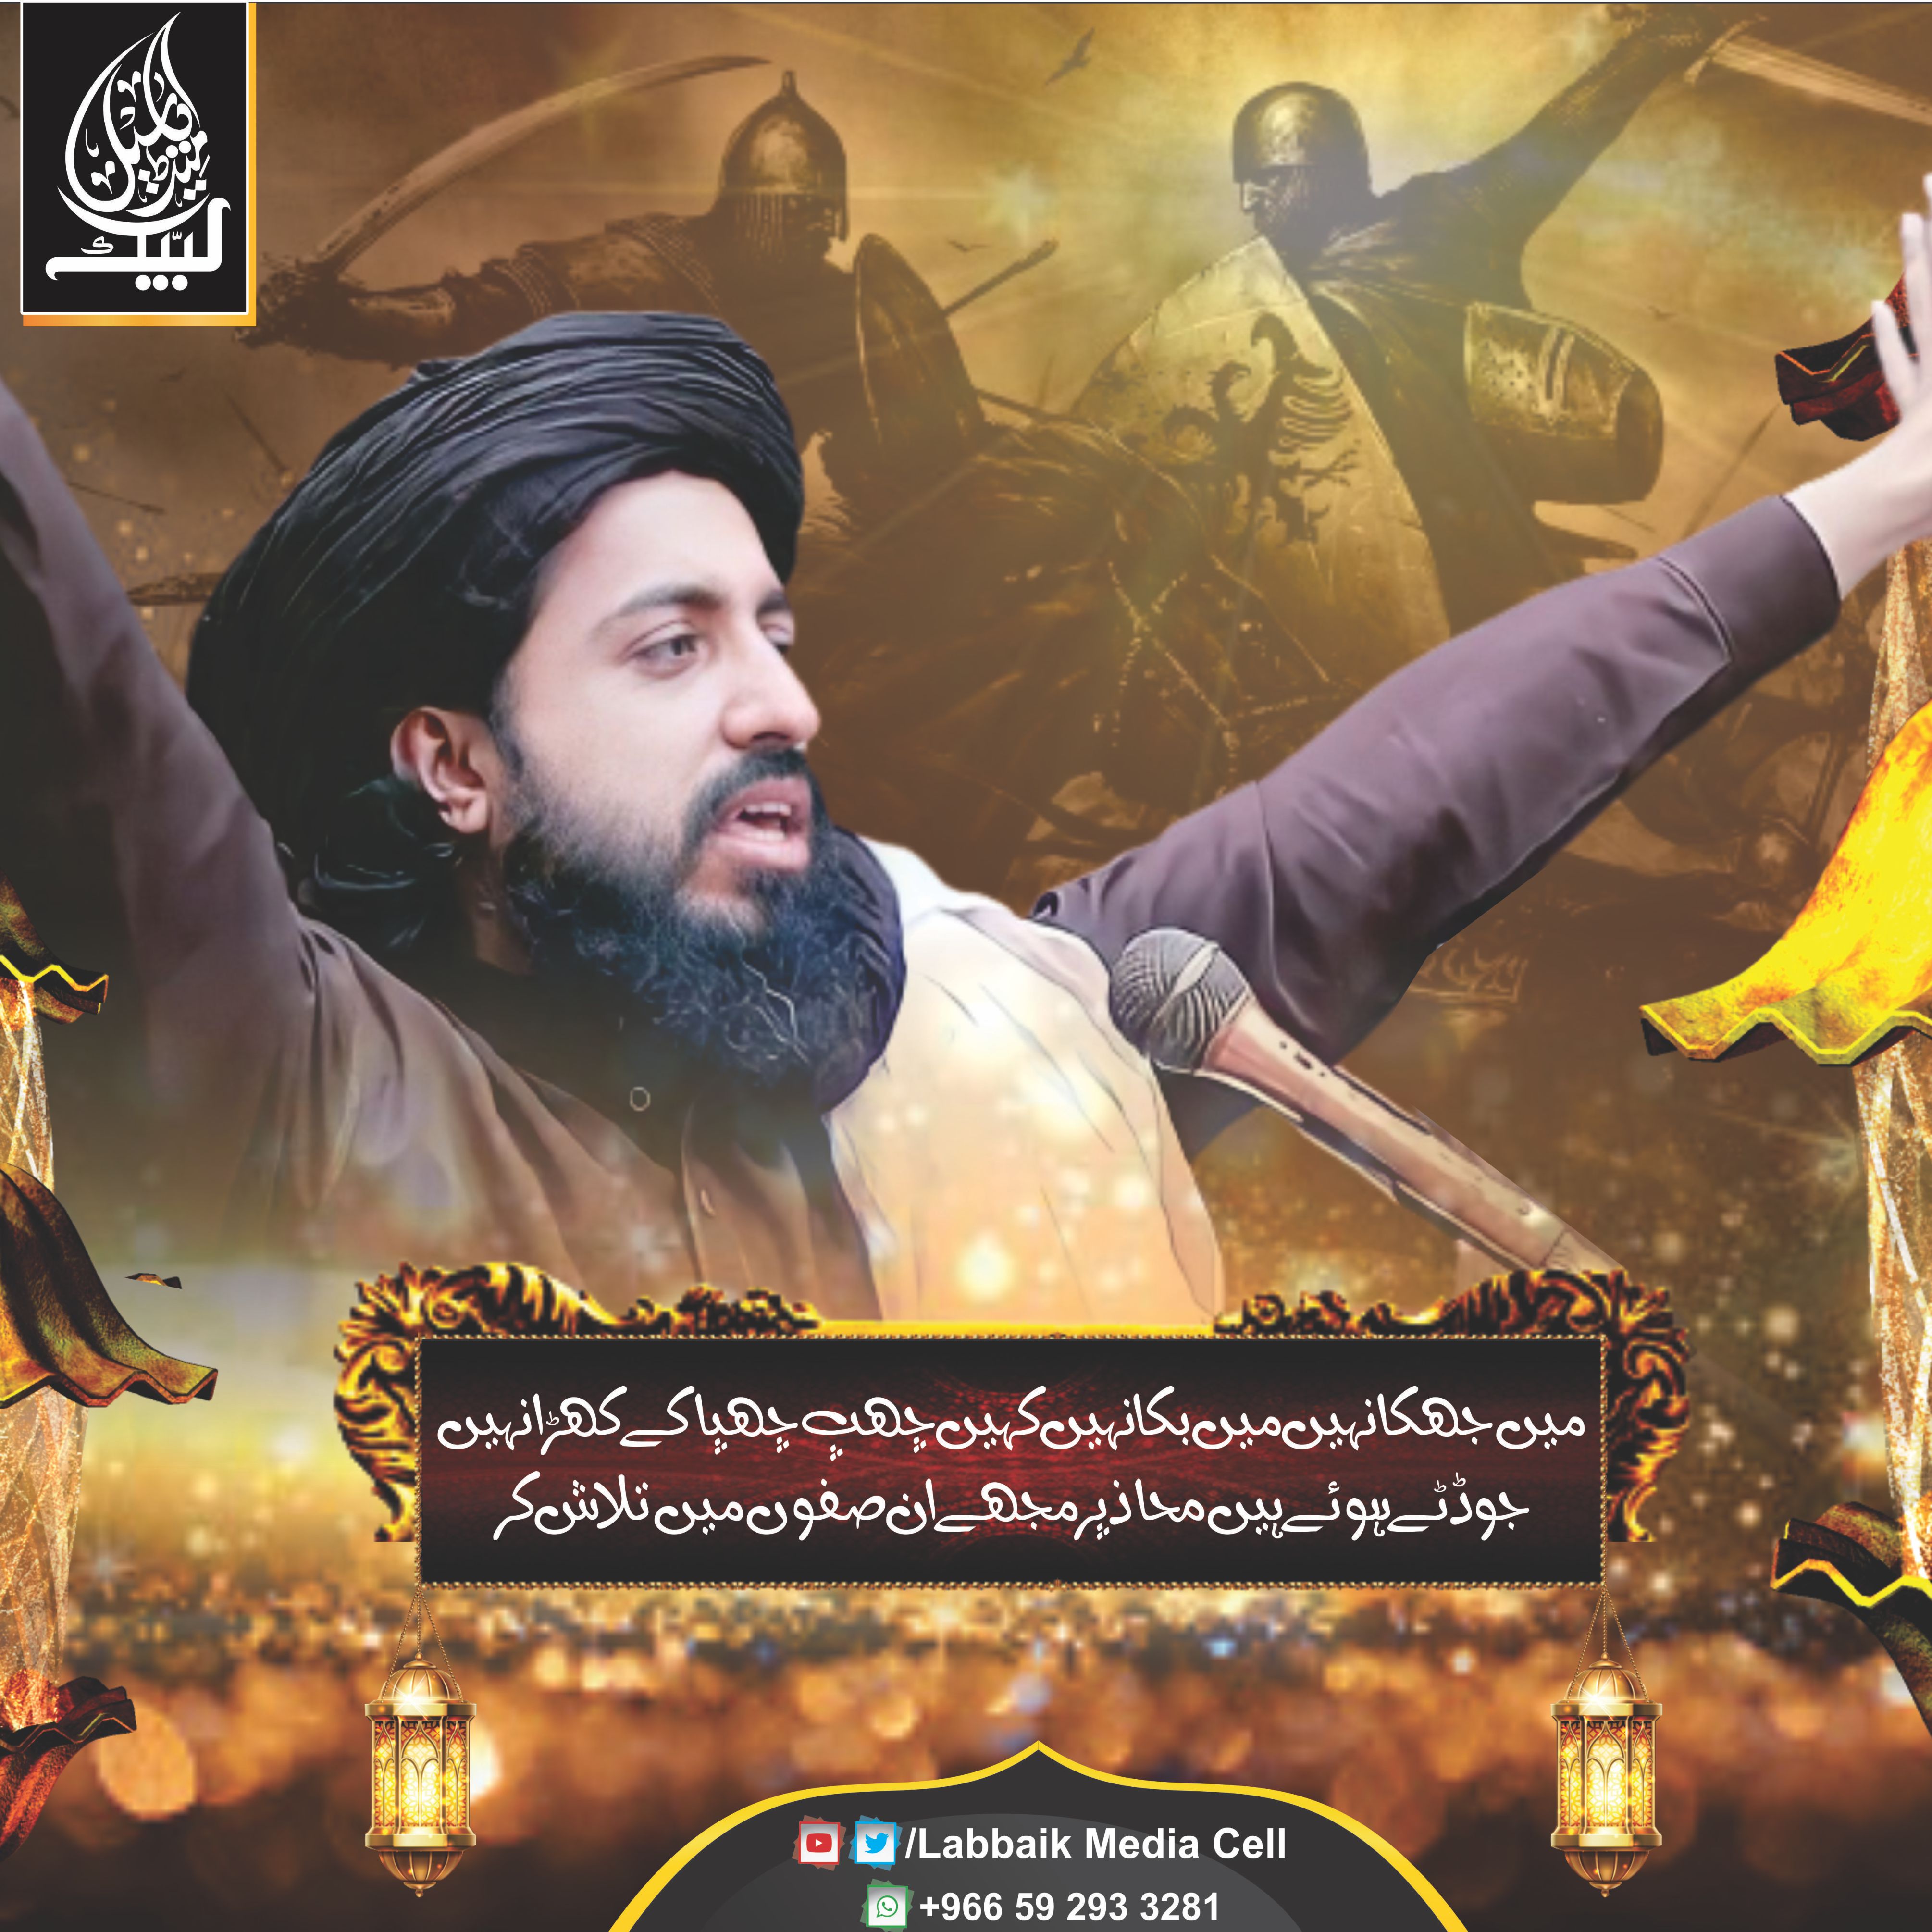 لبیک
میں جھکا نہیں میں بکا نہیں کہیں چھپ چھپا کے کھڑا نہیں
جو ڈٹے ہوئے ہیں محاذ پر مجھے ان صفوں میں تلاش کر
/Labbaik Media Cell
+966 59 293 3281